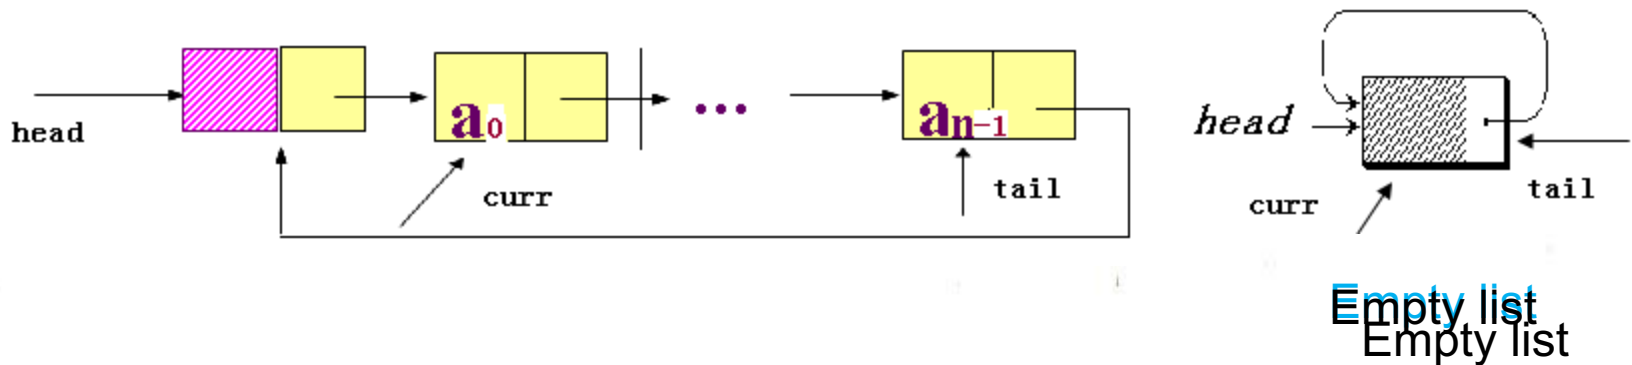 head
a0
curr
...
an-1
tail
head
curr
tail
Empty list
Empty list